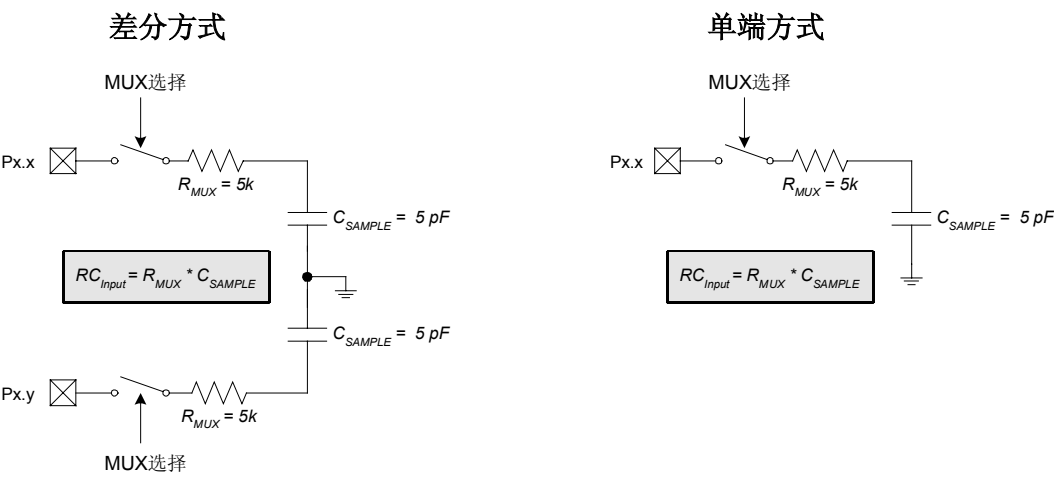 差分方式
MUX选择
Px.x
R_MUX = 5k
C_SAMPLE = 5 pF
RC_Input = R_MUX * C_SAMPLE
C_SAMPLE = 5 pF
Px.y
R_MUX = 5k
MUX选择
单端方式
MUX选择
Px.x
R_MUX = 5k
C_SAMPLE = 5 pF
RC_Input = R_MUX * C_SAMPLE